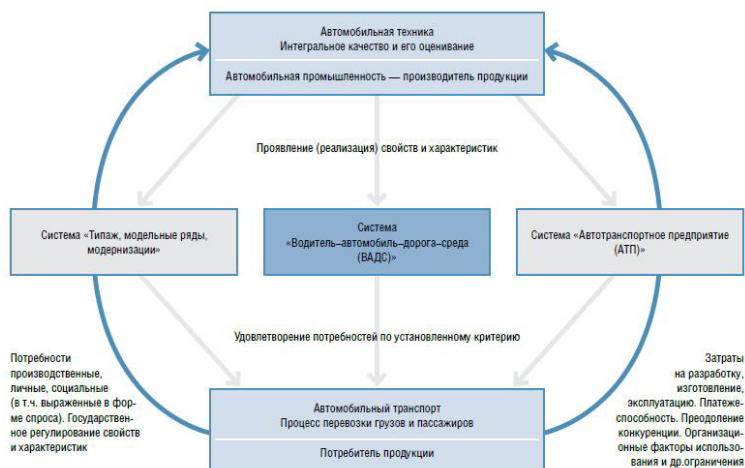 Автомобильная техника
Интегральное качество и его оценивание
Автомобильная промышленность — производитель продукции
Проявление (реализация) свойств и характеристик
Система «Типаж, модельные ряды,
модернизации»
Система
«Водитель–автомобиль–дорога–среда
(ВАДС)»
Система «Автотранспортное предприятие
(АТП)»
Удовлетворение потребностей по установленному критерию
Потребности
производственные,
личные, социальные
(в т.ч. выраженные в фор-
ме спроса). Государствен-
ное регулирование свойств
и характеристик
Автомобильный транспорт
Процесс перевозки грузов и пассажиров
Потребитель продукции
Затраты
на разработку,
изготовление,
эксплуатацию. Платеже-
способность. Преодоление
конкуренции. Организаци-
онные факторы использо-
вания и др.ограничения